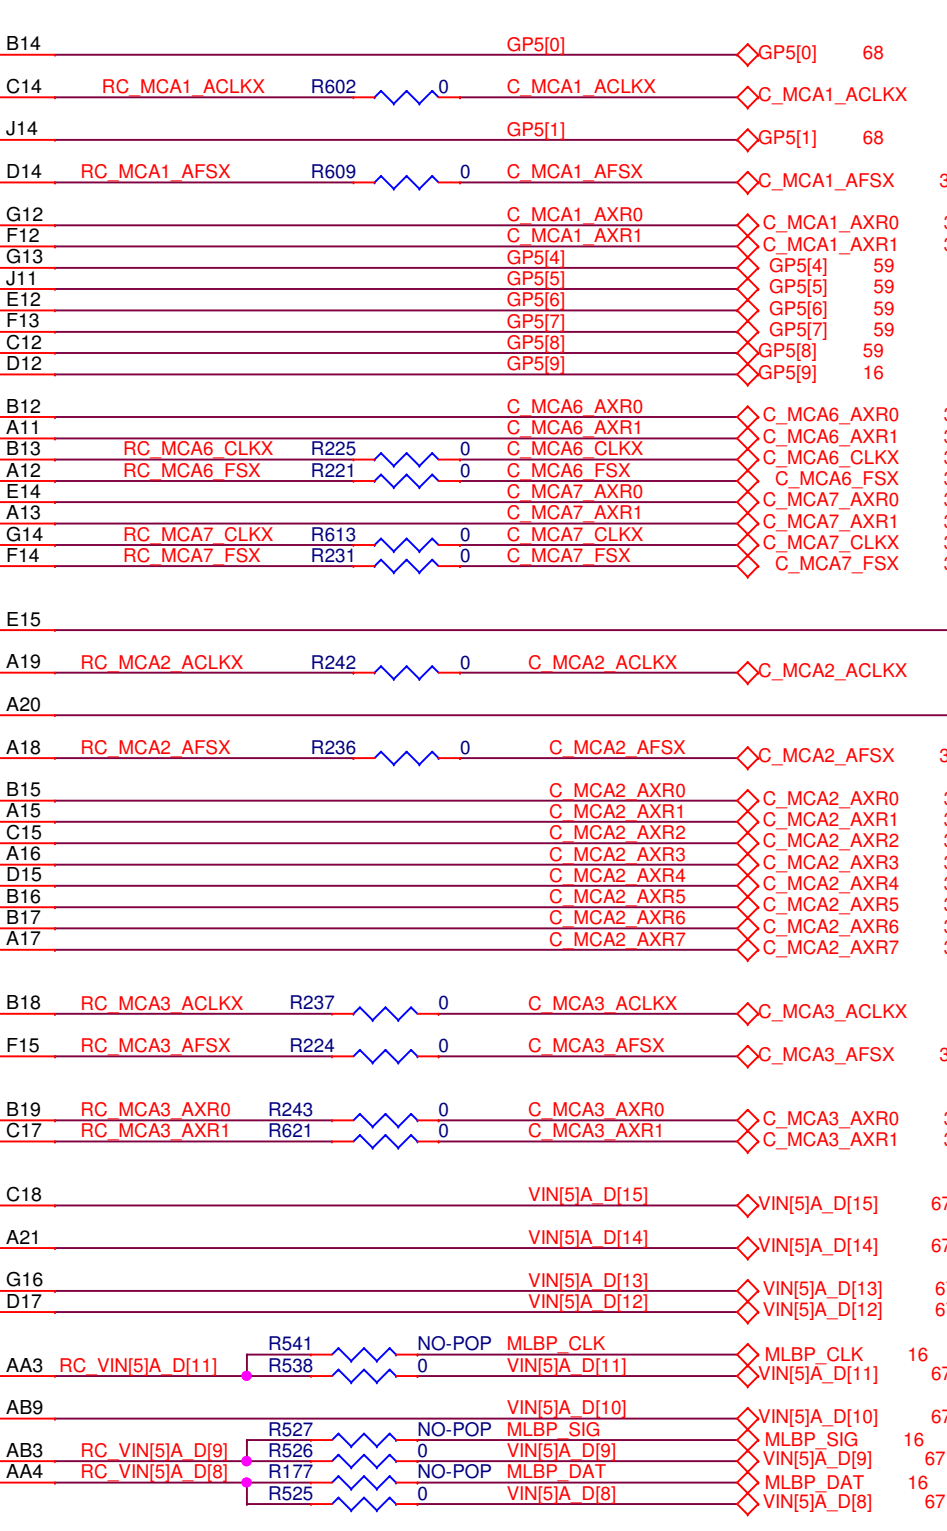 B14 GP5[0] GP5[0] 68
C14 RC_MCA1_ACLKX R602 0 C_MCA1_ACLKX C_MCA1_ACLKX
J14 GP5[1] GP5[1] 68
D14 RC_MCA1_AFSX R609 0 C_MCA1_AFSX C_MCA1_AFSX 3
G12 C_MCA1_AXR0 C_MCA1_AXR0
F12 C_MCA1_AXR1 C_MCA1_AXR1
G13 GP5[4] GP5[4] 59
J11 GP5[5] GP5[5] 59
E12 GP5[6] GP5[6] 59
F13 GP5[7] GP5[7] 59
C12 GP5[8] GP5[8] 59
D12 GP5[9] GP5[9] 16
B12 C_MCA6_AXR0 C_MCA6_AXR0
A11 C_MCA6_AXR1 C_MCA6_AXR1
B13 RC_MCA6_CLKX R225 0 C_MCA6_CLKX C_MCA6_CLKX
A12 RC_MCA6_FSX R221 0 C_MCA6_FSX C_MCA6_FSX
E14 C_MCA7_AXR0 C_MCA7_AXR0
A13 C_MCA7_AXR1 C_MCA7_AXR1
G14 RC_MCA7_CLKX R613 0 C_MCA7_CLKX C_MCA7_CLKX
F14 RC_MCA7_FSX R231 0 C_MCA7_FSX C_MCA7_FSX
E15
A19 RC_MCA2_ACLKX R242 0 C_MCA2_ACLKX C_MCA2_ACLKX
A20
A18 RC_MCA2_AFSX R236 0 C_MCA2_AFSX C_MCA2_AFSX 3
B15 C_MCA2_AXR0 C_MCA2_AXR0
A15 C_MCA2_AXR1 C_MCA2_AXR1
C15 C_MCA2_AXR2 C_MCA2_AXR2
A16 C_MCA2_AXR3 C_MCA2_AXR3
D15 C_MCA2_AXR4 C_MCA2_AXR4
B16 C_MCA2_AXR5 C_MCA2_AXR5
B17 C_MCA2_AXR6 C_MCA2_AXR6
A17 C_MCA2_AXR7 C_MCA2_AXR7
B18 RC_MCA3_ACLKX R237 0 C_MCA3_ACLKX C_MCA3_ACLKX
F15 RC_MCA3_AFSX R224 0 C_MCA3_AFSX C_MCA3_AFSX 3
B19 RC_MCA3_AXR0 R243 0 C_MCA3_AXR0 C_MCA3_AXR0
C17 RC_MCA3_AXR1 R621 0 C_MCA3_AXR1 C_MCA3_AXR1
C18 VIN[5]A_D[15] VIN[5]A_D[15] 67
A21 VIN[5]A_D[14] VIN[5]A_D[14] 67
G16 VIN[5]A_D[13] VIN[5]A_D[13] 6
D17 VIN[5]A_D[12] VIN[5]A_D[12] 6
R541 NO-POP MLBP_CLK MLBP_CLK 16
AA3 RC_VIN[5]A_D[11] R538 0 VIN[5]A_D[11] VIN[5]A_D[11] 67
AB9 VIN[5]A_D[10] VIN[5]A_D[10] 67
R527 NO-POP MLBP_SIG MLBP_SIG 16
AB3 RC_VIN[5]A_D[9] R526 0 VIN[5]A_D[9] VIN[5]A_D[9] 67
AA4 RC_VIN[5]A_D[8] R177 NO-POP MLBP_DAT MLBP_DAT 16
R525 0 VIN[5]A_D[8] VIN[5]A_D[8] 67